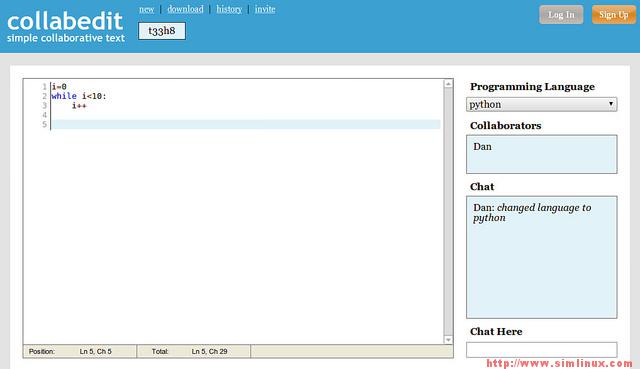 collabedit
simple collaborative text
new | download | history | invite
t33h8
Log In
Sign Up
1 i=0
2 while i<10:
3     i++
4
5
Position: Ln 5, Ch 5 Total: Ln 5, Ch 29
Programming Language
python
Collaborators
Dan
Chat
Dan: changed language to
python
Chat Here
http://www.simlinux.com